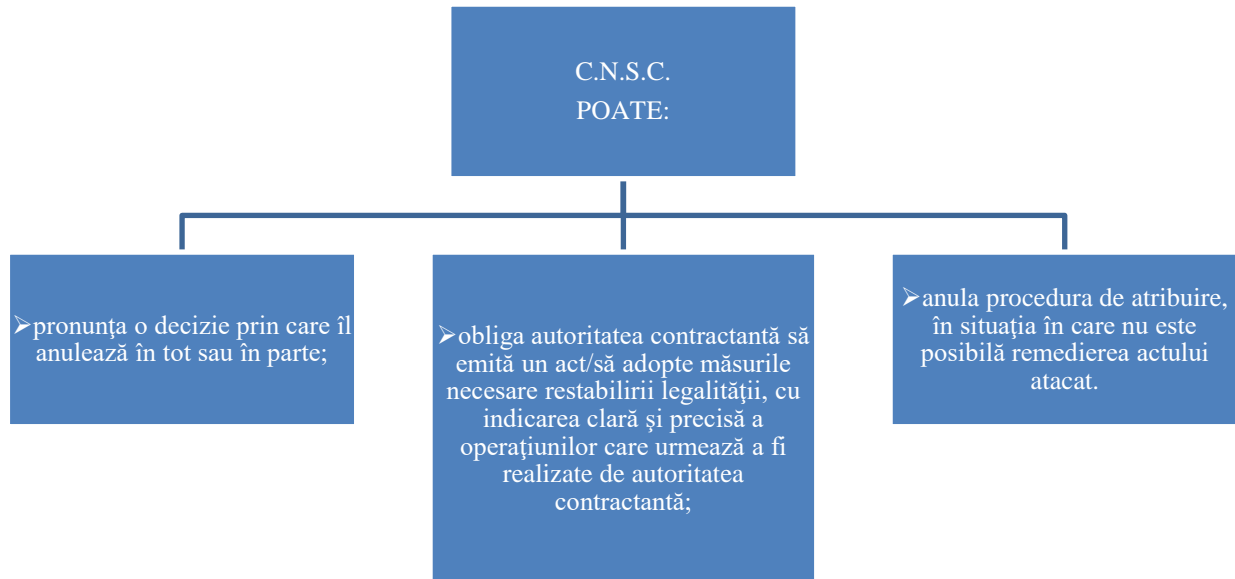 C.N.S.C.
POATE:
➢pronunţa o decizie prin care îl
anulează în tot sau în parte;
➢obliga autoritatea contractantă să
emită un act/să adopte măsurile
necesare restabilirii legalităţii, cu
indicarea clară şi precisă a
operaţiunilor care urmează a fi
realizate de autoritatea
contractantă;
➢anula procedura de atribuire,
în situaţia în care nu este
posibilă remedierea actului
atacat.